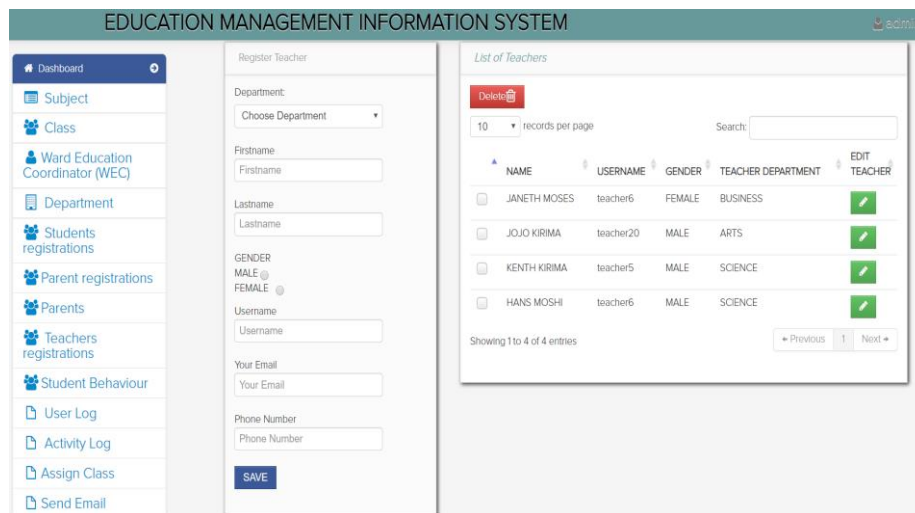 EDUCATION MANAGEMENT INFORMATION SYSTEM
Dashboard
Subject
Class
Ward Education
Coordinator (WEC)
Department
Students
registrations
Parent registrations
Parents
Teachers
registrations
Student Behaviour
User Log
Activity Log
Assign Class
Send Email
Register Teacher
Department:
Choose Department
Firstname
Firstname
Lastname
Lastname
GENDER
MALE
FEMALE
Username
Username
Your Email
Your Email
Phone Number
Phone Number
SAVE
List of Teachers
Delete
10 records per page Search:
NAME USERNAME GENDER TEACHER DEPARTMENT EDIT
TEACHER
JANETH MOSES teacher6 FEMALE BUSINESS
JOJO KIRIMA teacher20 MALE ARTS
KENTH KIRIMA teacher5 MALE SCIENCE
HANS MOSHI teacher6 MALE SCIENCE
Showing 1 to 4 of 4 entries
Previous 1 Next